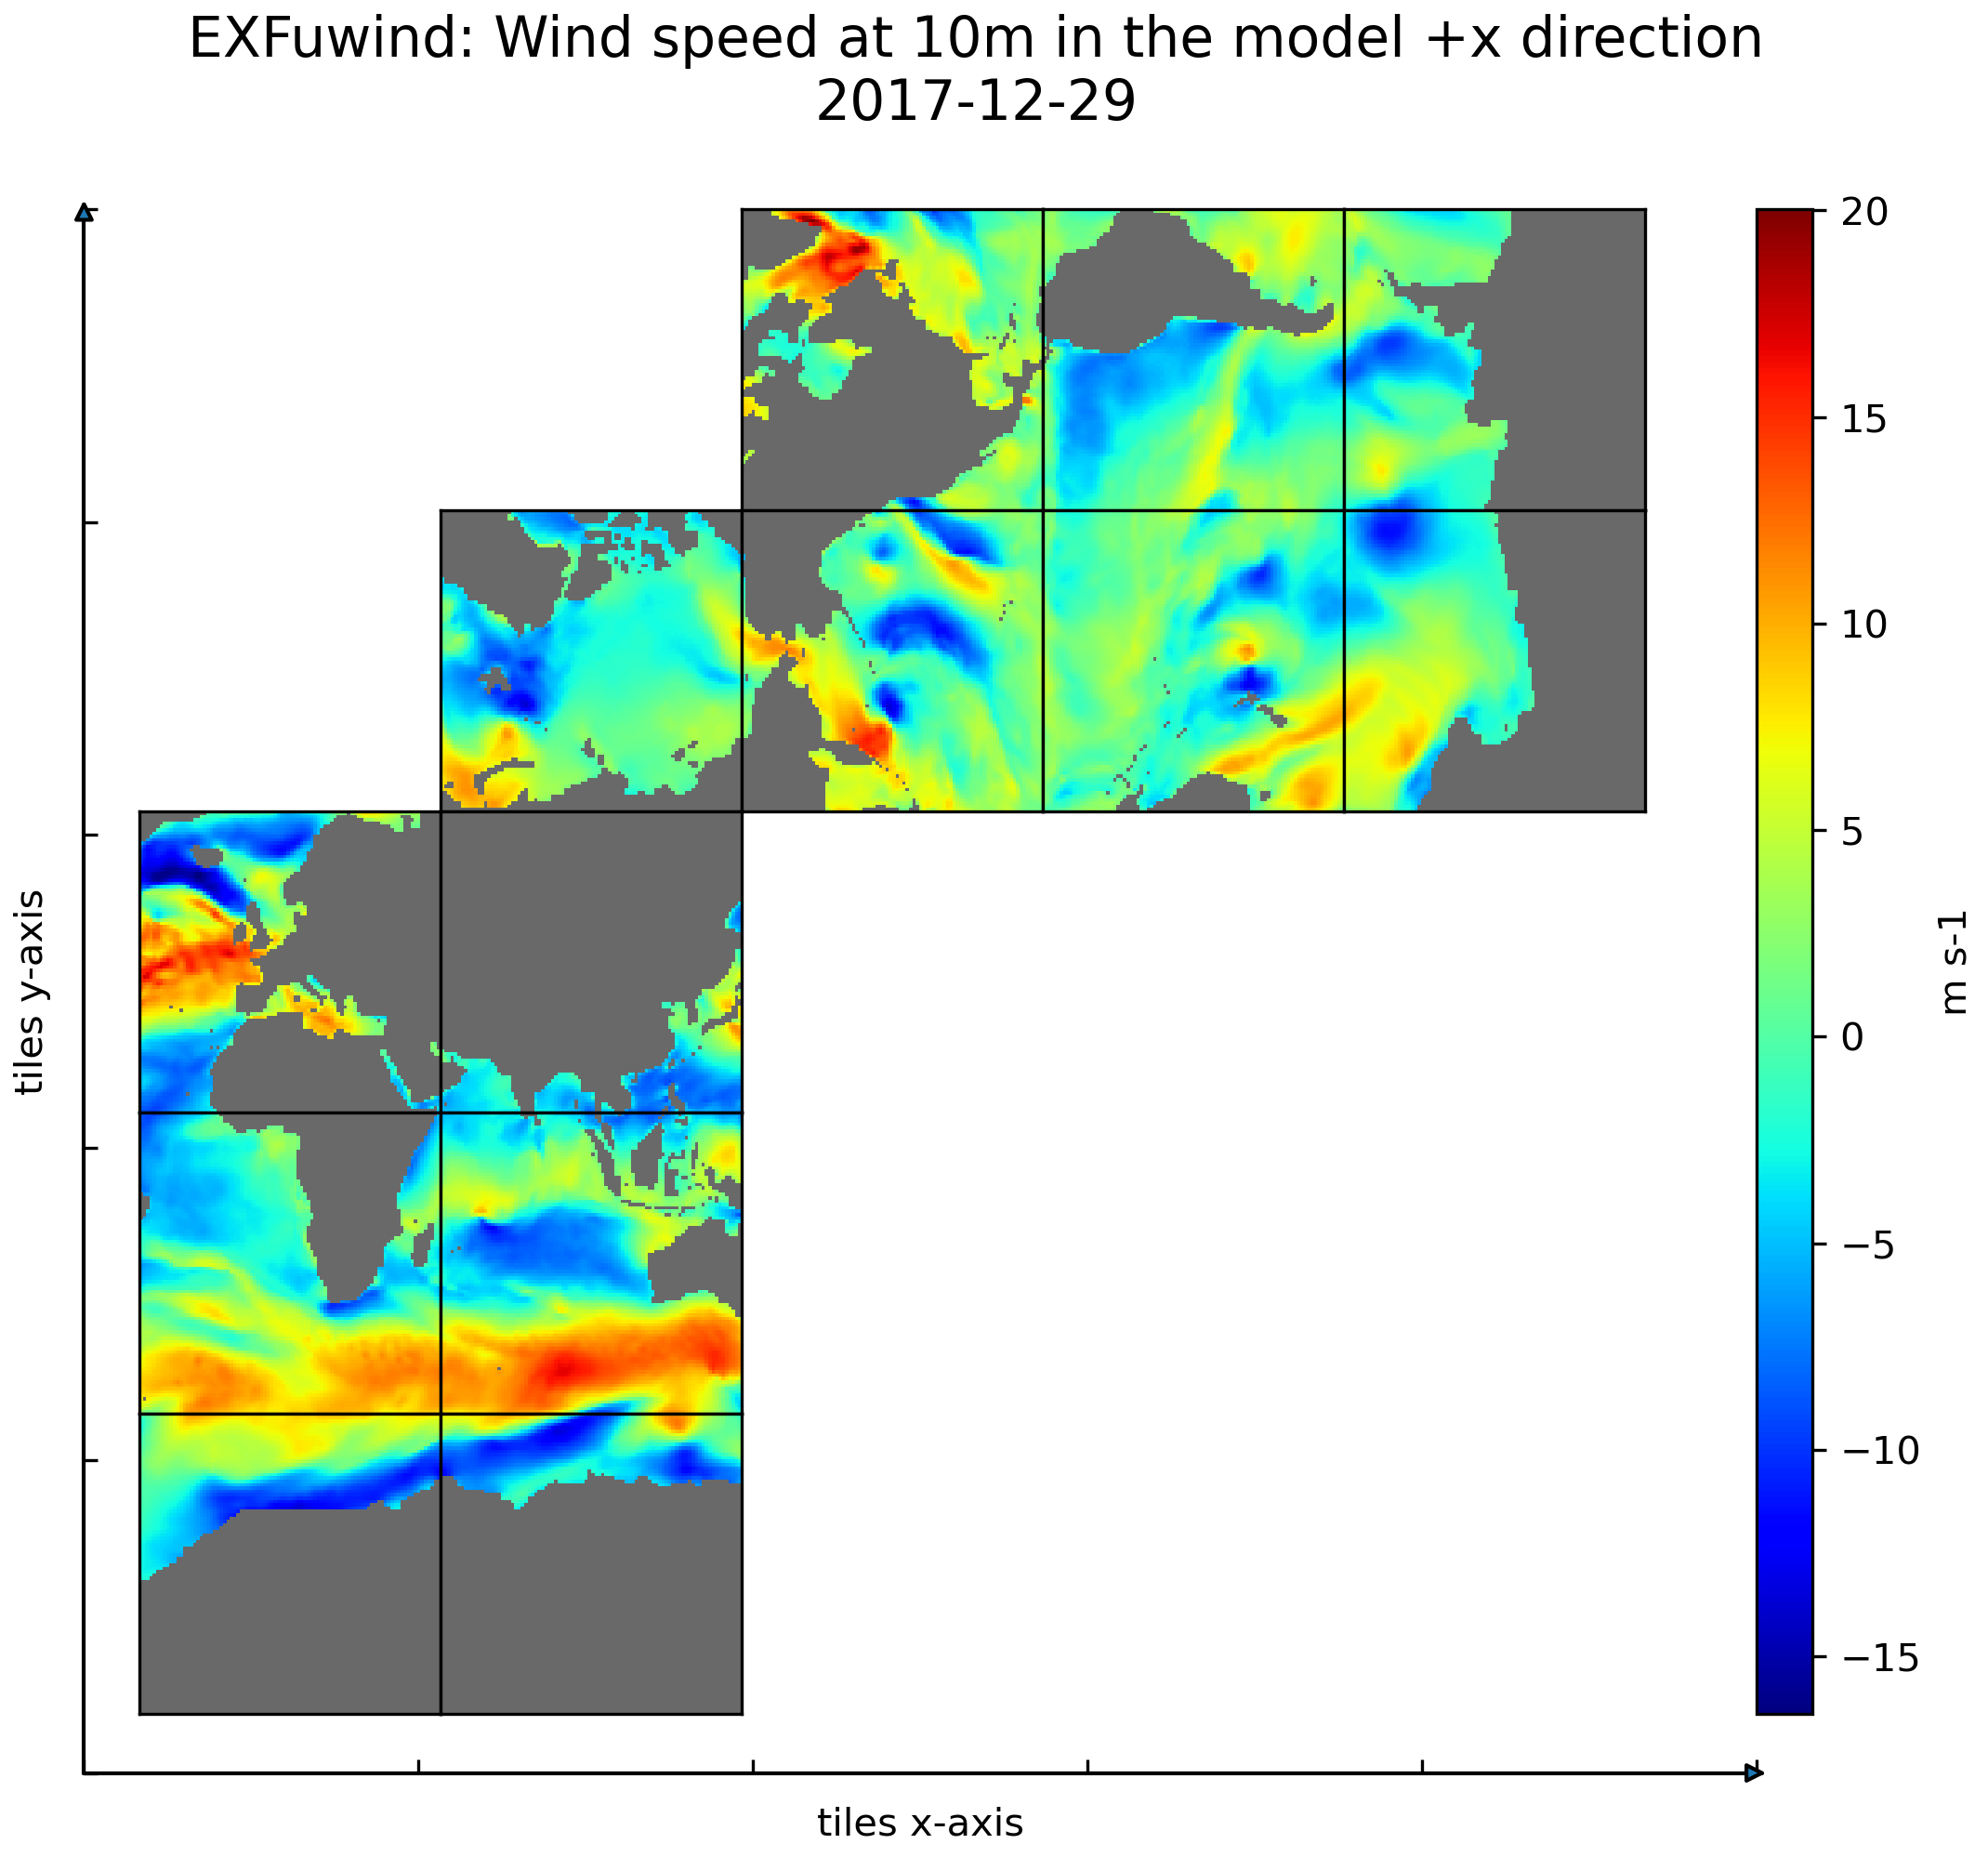 EXFuwind: Wind speed at 10m in the model +x direction
2017-12-29
20
15
10
5
0
−5
−10
−15
m s-1
tiles y-axis
tiles x-axis